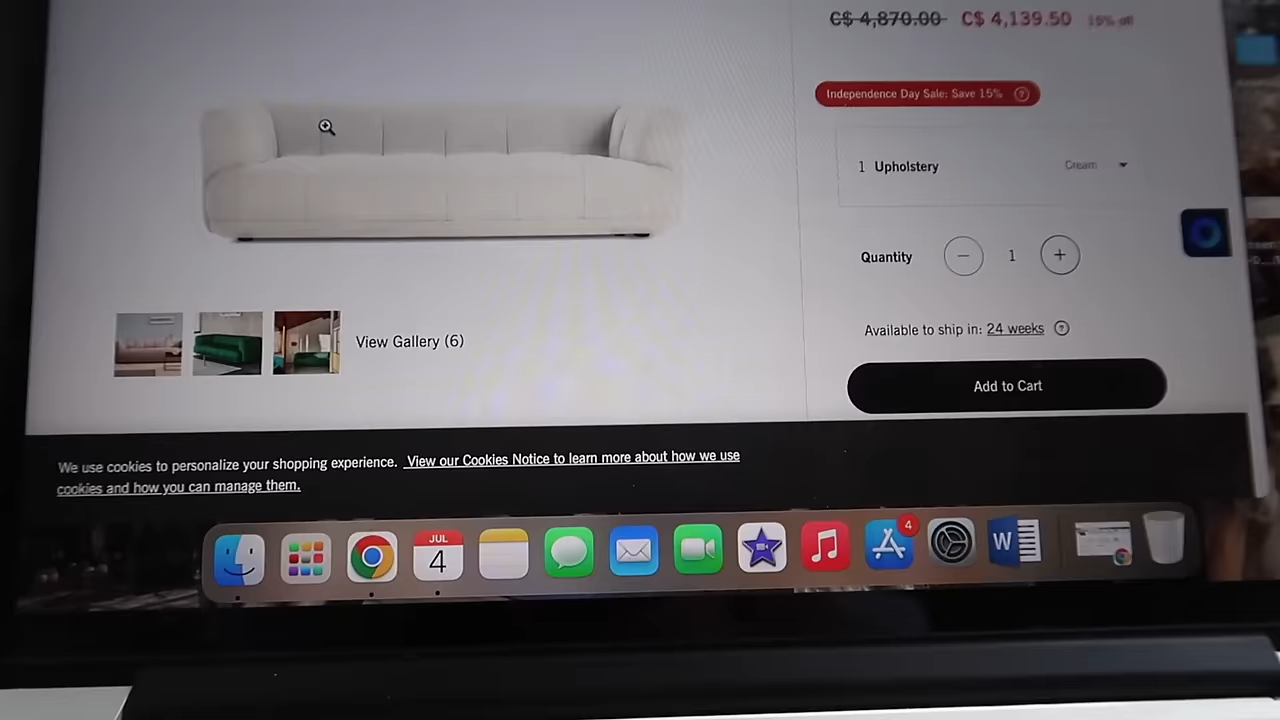 C$ 4,870.00 C$ 4,139.50 15% off
Independence Day Sale: Save 15% ?
1 Upholstery Cream
Quantity 1
Available to ship in: 24 weeks ?
View Gallery (6)
Add to Cart
We use cookies to personalize your shopping experience. View our Cookies Notice to learn more about how we use
cookies and how you can manage them.
JUL
4
4
W